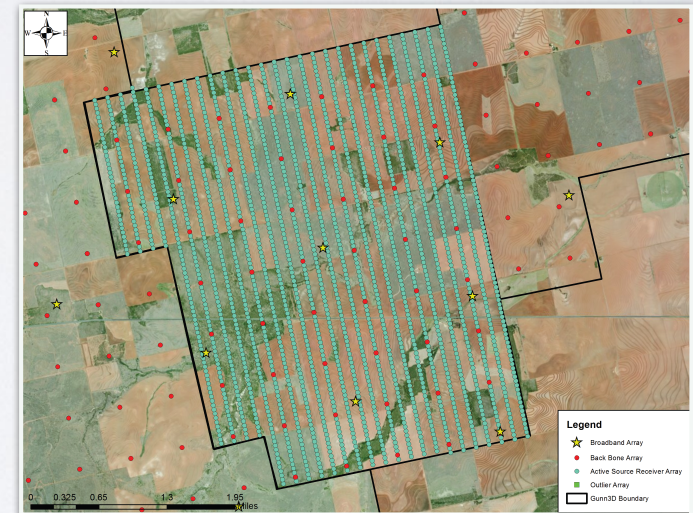 N
W E
S
Legend
Broadband Array
Back Bone Array
Active Source Receiver Array
Outlier Array
Gunn3D Boundary
0 0.325 0.65 1.3 1.95
Miles